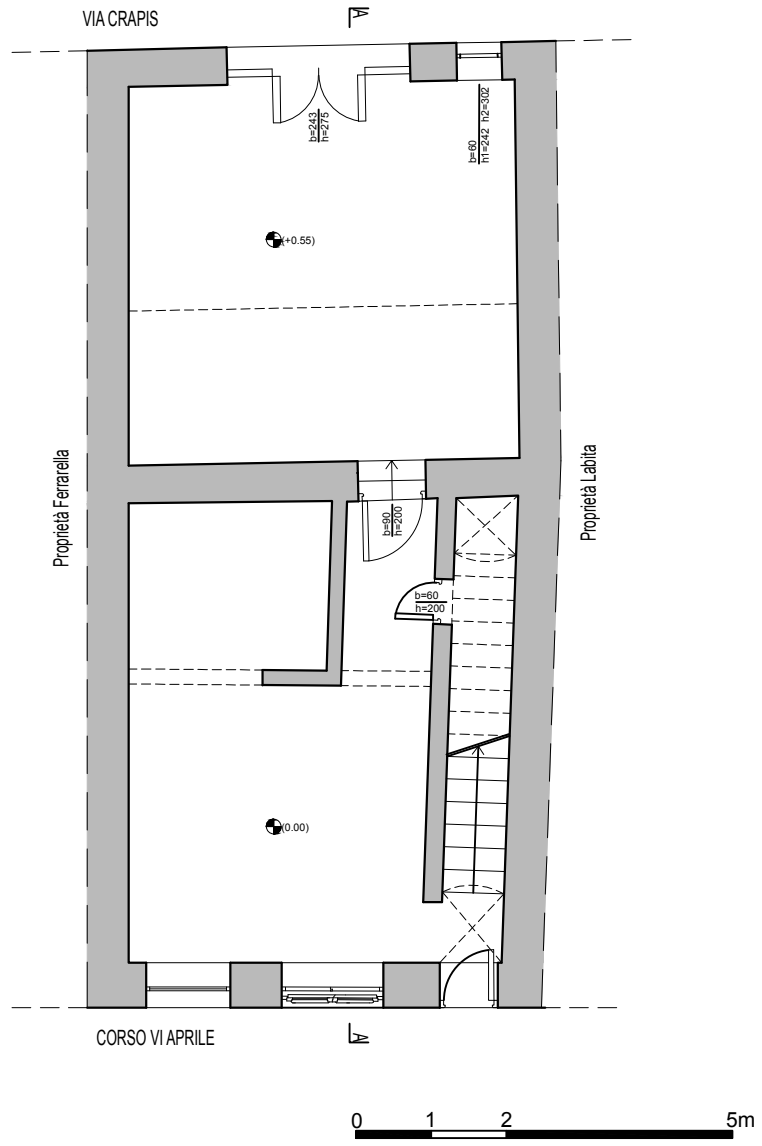 VIA CRAPIS
A
b=243
h=275
b=60
h1=242 h2=302
(+0.55)
Proprietà Ferrarella
Proprietà Labita
b=90
h=200
b=60
h=200
(0.00)
CORSO VI APRILE
A
0 1 2 5m